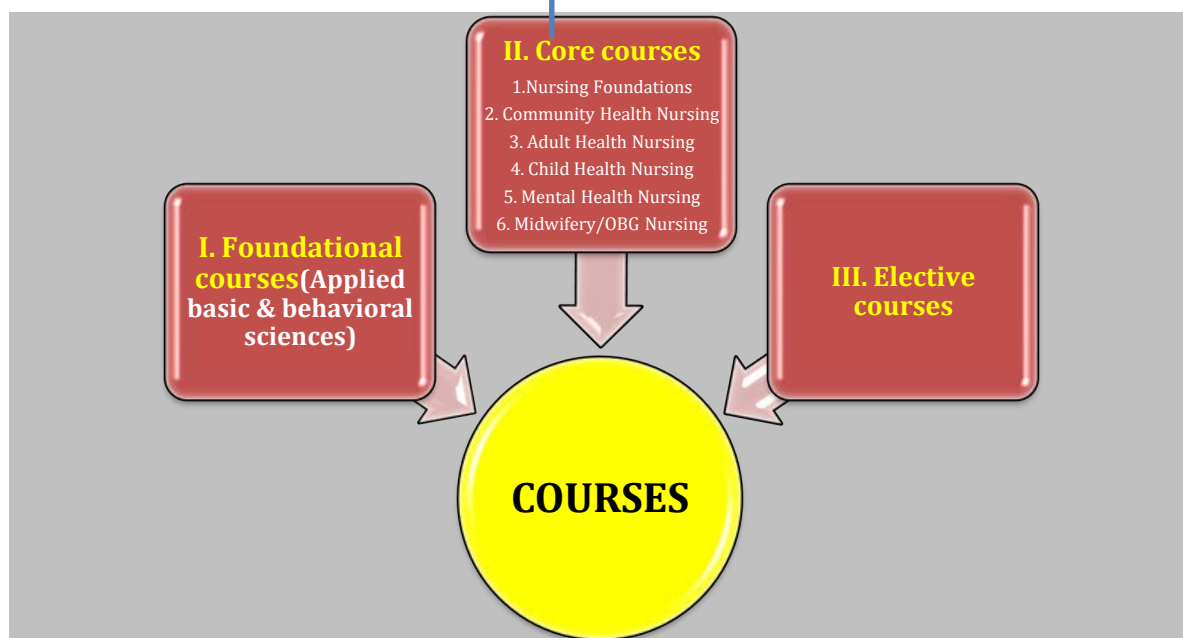 II. Core courses
1.Nursing Foundations
2. Community Health Nursing
3. Adult Health Nursing
4. Child Health Nursing
5. Mental Health Nursing
6. Midwifery/OBG Nursing
I. Foundational
courses(Applied
basic & behavioral
sciences)
III. Elective
courses
COURSES